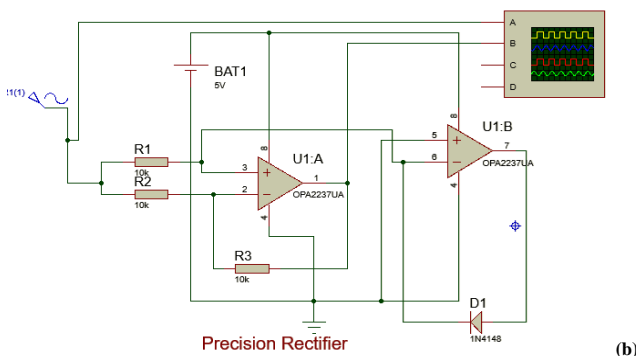 A
B
C
D
BAT1
5V
R1(1)
R1
10k
R2
10k
3
2
8
4
1
U1:A
OPA2237UA
5
6
8
4
7
U1:B
OPA2237UA
R3
10k
D1
1N4148
Precision Rectifier
(b)